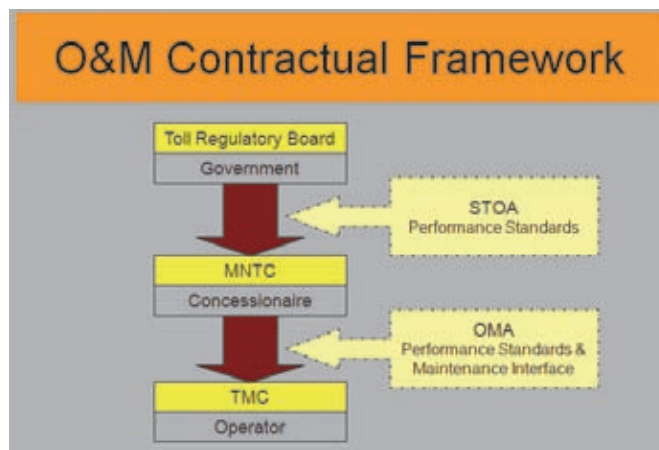 O&M Contractual Framework
Toll Regulatory Board
Government
STOA
Performance Standards
MNTC
Concessionaire
OMA
Performance Standards &
Maintenance Interface
TMC
Operator